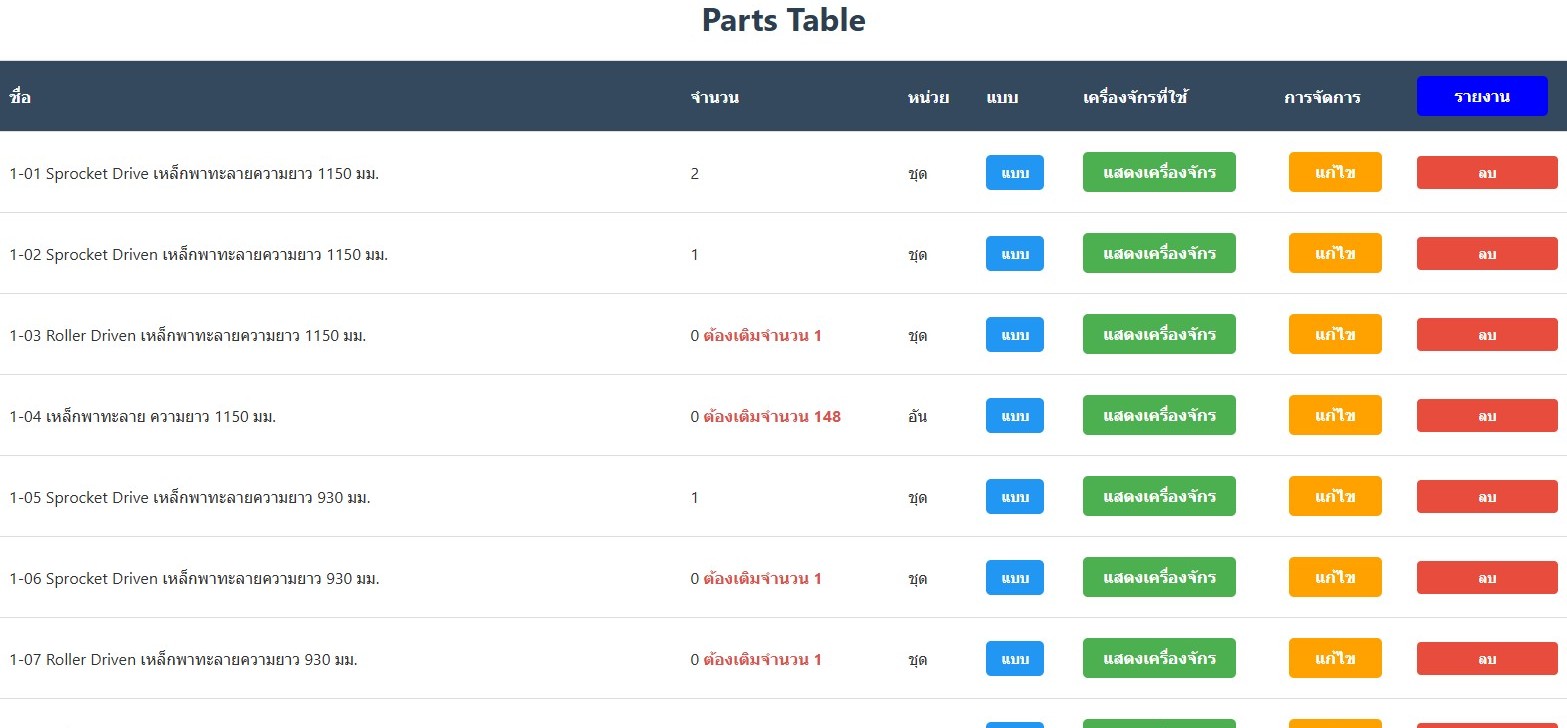 Parts Table
ชื่อ จำนวน หน่วย แบบ เครื่องจักรที่ใช้ การจัดการ รายงาน
1-01 Sprocket Drive เหล็กพาทะลายความยาว 1150 มม. 2 ชุด แบบ แสดงเครื่องจักร แก้ไข ลบ
1-02 Sprocket Driven เหล็กพาทะลายความยาว 1150 มม. 1 ชุด แบบ แสดงเครื่องจักร แก้ไข ลบ
1-03 Roller Driven เหล็กพาทะลายความยาว 1150 มม. 0 ต้องเติมจำนวน 1 ชุด แบบ แสดงเครื่องจักร แก้ไข ลบ
1-04 เหล็กพาทะลาย ความยาว 1150 มม. 0 ต้องเติมจำนวน 148 อัน แบบ แสดงเครื่องจักร แก้ไข ลบ
1-05 Sprocket Drive เหล็กพาทะลายความยาว 930 มม. 1 ชุด แบบ แสดงเครื่องจักร แก้ไข ลบ
1-06 Sprocket Driven เหล็กพาทะลายความยาว 930 มม. 0 ต้องเติมจำนวน 1 ชุด แบบ แสดงเครื่องจักร แก้ไข ลบ
1-07 Roller Driven เหล็กพาทะลายความยาว 930 มม. 0 ต้องเติมจำนวน 1 ชุด แบบ แสดงเครื่องจักร แก้ไข ลบ